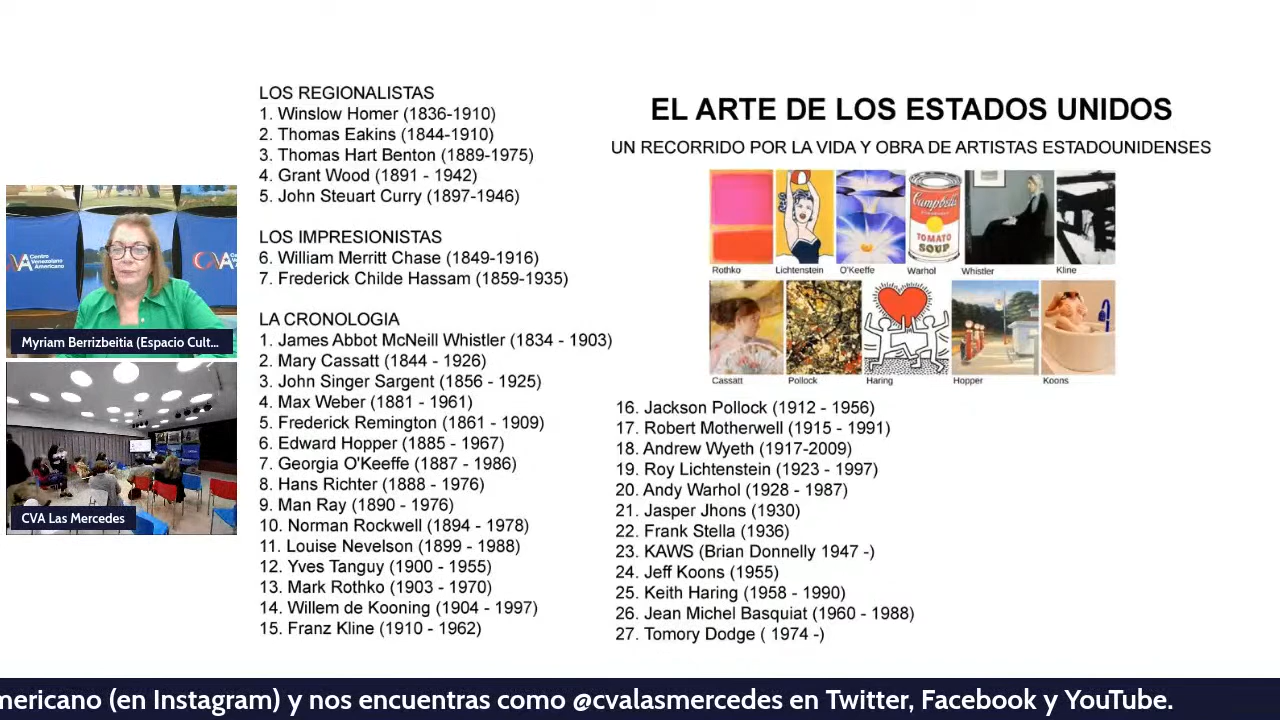 LOS REGIONALISTAS
1. Winslow Homer (1836-1910)
2. Thomas Eakins (1844-1910)
3. Thomas Hart Benton (1889-1975)
4. Grant Wood (1891 - 1942)
5. John Steuart Curry (1897-1946)
LOS IMPRESIONISTAS
6. William Merritt Chase (1849-1916)
7. Frederick Childe Hassam (1859-1935)
LA CRONOLOGIA
1. James Abbot McNeill Whistler (1834 - 1903)
2. Mary Cassatt (1844 - 1926)
3. John Singer Sargent (1856 - 1925)
4. Max Weber (1881 - 1961)
5. Frederick Remington (1861 - 1909)
6. Edward Hopper (1885 - 1967)
7. Georgia O'Keeffe (1887 - 1986)
8. Hans Richter (1888 - 1976)
9. Man Ray (1890 - 1976)
10. Norman Rockwell (1894 - 1978)
11. Louise Nevelson (1899 - 1988)
12. Yves Tanguy (1900 - 1955)
13. Mark Rothko (1903 - 1970)
14. Willem de Kooning (1904 - 1997)
15. Franz Kline (1910 - 1962)
EL ARTE DE LOS ESTADOS UNIDOS
UN RECORRIDO POR LA VIDA Y OBRA DE ARTISTAS ESTADOUNIDENSES
Campbell's
TOMATO
SOUP
Rothko Lichtenstein O'Keeffe Warhol Whistler Kline
Cassatt Pollock Haring Hopper Koons
16. Jackson Pollock (1912 - 1956)
17. Robert Motherwell (1915 - 1991)
18. Andrew Wyeth (1917-2009)
19. Roy Lichtenstein (1923 - 1997)
20. Andy Warhol (1928 - 1987)
21. Jasper Jhons (1930)
22. Frank Stella (1936)
23. KAWS (Brian Donnelly 1947 -)
24. Jeff Koons (1955)
25. Keith Haring (1958 - 1990)
26. Jean Michel Basquiat (1960 - 1988)
27. Tomory Dodge ( 1974 -)
VA Centro
Venezolano
Americano
CVA
Myriam Berrizbeitia (Espacio Cult...
CVA Las Mercedes
mericano (en Instagram) y nos encuentras como @cvalasmercedes en Twitter, Facebook y YouTube.